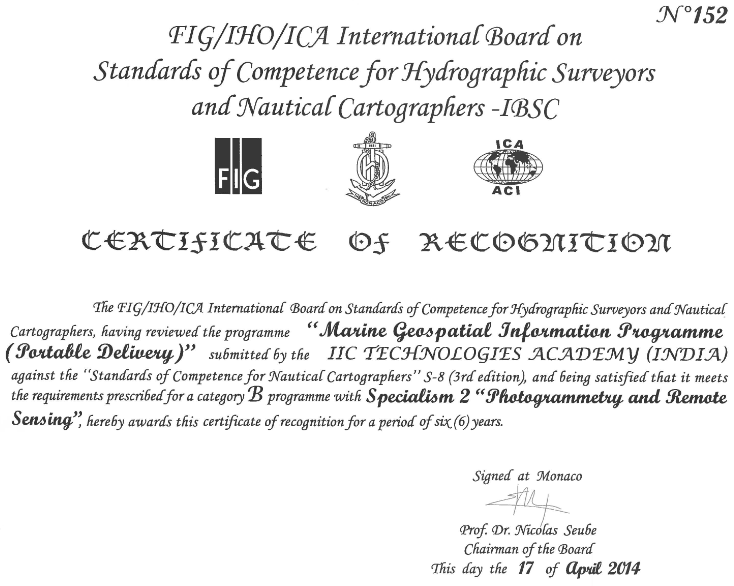 N°152
FIG/IHO/ICA International Board on
Standards of Competence for Hydrographic Surveyors
and Nautical Cartographers -IBSC
FIG
ICA
ACI
CERTIFICATE OF RECOGNITION
The FIG/IHO/ICA International Board on Standards of Competence for Hydrographic Surveyors and Nautical
Cartographers, having reviewed the programme "Marine Geospatial Information Programme
(Portable Delivery)" submitted by the IIC TECHNOLOGIES ACADEMY (INDIA)
against the "Standards of Competence for Nautical Cartographers" S-8 (3rd edition), and being satisfied that it meets
the requirements prescribed for a category B programme with Specialism 2 "Photogrammetry and Remote
Sensing", hereby awards this certificate of recognition for a period of six (6) years.
Signed at Monaco
Prof. Dr. Nicolas Seube
Chairman of the Board
This day the 17 of April 2014